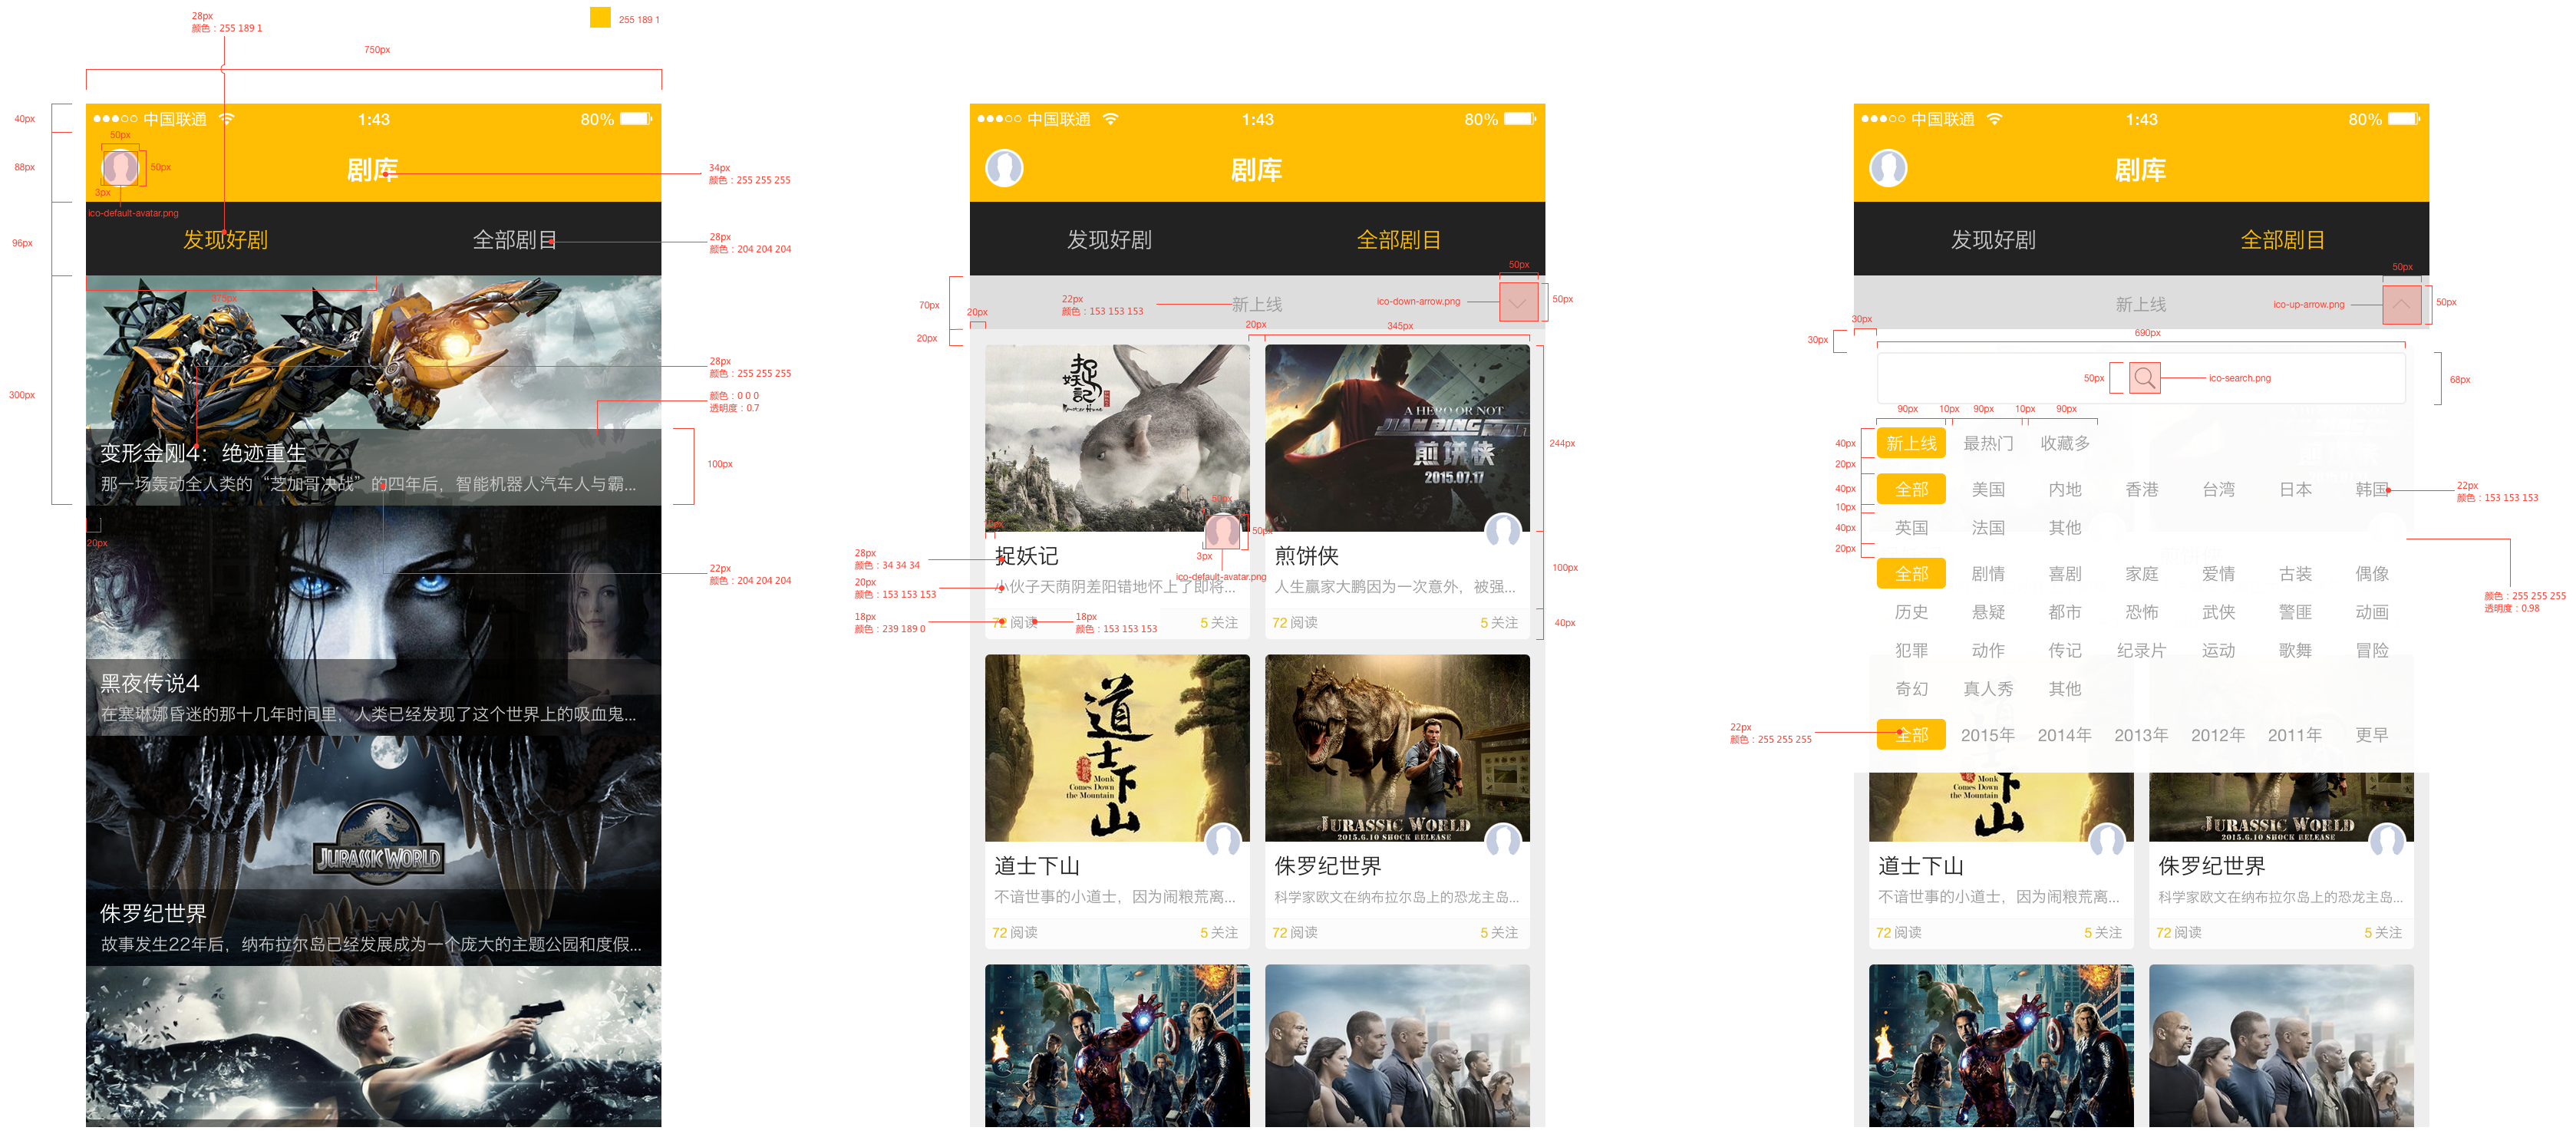 28px
颜色：255 189 1
255 189 1
750px
40px
88px
96px
300px
●●●○○ 中国联通
1:43
80%
50px
50px
3px
ico-default-avatar.png
剧库
34px
颜色：255 255 255
发现好剧
全部剧目
28px
颜色：204 204 204
275px
28px
颜色：255 255 255
颜色：0 0 0
透明度：0.7
100px
变形金刚4：绝迹重生
那一场轰动全人类的“芝加哥决战”的四年后，智能机器人汽车人与霸...
20px
22px
颜色：204 204 204
黑夜传说4
在塞琳娜昏迷的那十几年时间里，人类已经发现了这个世界上的吸血鬼...
JURASSIC WORLD
侏罗纪世界
故事发生22年后，纳布拉尔岛已经发展成为一个庞大的主题公园和度假...
●●●○○ 中国联通
1:43
80%
剧库
发现好剧
全部剧目
50px
70px
22px
颜色：153 153 153
新上线
ico-down-arrow.png
50px
20px
20px
20px
345px
捉妖記
Monster Hunt
A HERO OR NOT
JIAN BING MAN
煎饼侠
2015.07.17
244px
50px
50px
3px
ico-default-avatar.png
28px
颜色：34 34 34
20px
颜色：153 153 153
18px
颜色：239 189 0
18px
颜色：153 153 153
捉妖记
小伙子天荫阴差阳错地怀上了即将...
72 阅读
5 关注
煎饼侠
人生赢家大鹏因为一次意外，被强...
72 阅读
5 关注
100px
40px
道士下山
Monk
Comes Down
the Mountain
JURASSIC WORLD
2015.6.10 SHOCK RELEASE
道士下山
不谙世事的小道士，因为闹粮荒离...
72 阅读
5 关注
侏罗纪世界
科学家欧文在纳布拉尔岛上的恐龙主岛...
72 阅读
5 关注
●●●○○ 中国联通
1:43
80%
剧库
发现好剧
全部剧目
50px
新上线
ico-up-arrow.png
50px
30px
30px
690px
50px
ico-search.png
68px
90px
10px
90px
10px
90px
40px
20px
40px
10px
40px
20px
新上线 最热门 收藏多
全部 美国 内地 香港 台湾 日本 韩国
英国 法国 其他
22px
颜色：153 153 153
全部 剧情 喜剧 家庭 爱情 古装 偶像
历史 悬疑 都市 恐怖 武侠 警匪 动画
犯罪 动作 传记 纪录片 运动 歌舞 冒险
奇幻 真人秀 其他
颜色：255 255 255
透明度：0.98
22px
颜色：255 255 255
全部 2015年 2014年 2013年 2012年 2011年 更早
Monk
Comes Down
the Mountain
山
JURASSIC WORLD
2015.6.10 SHOCK RELEASE
道士下山
不谙世事的小道士，因为闹粮荒离...
72 阅读
5 关注
侏罗纪世界
科学家欧文在纳布拉尔岛上的恐龙主岛...
72 阅读
5 关注